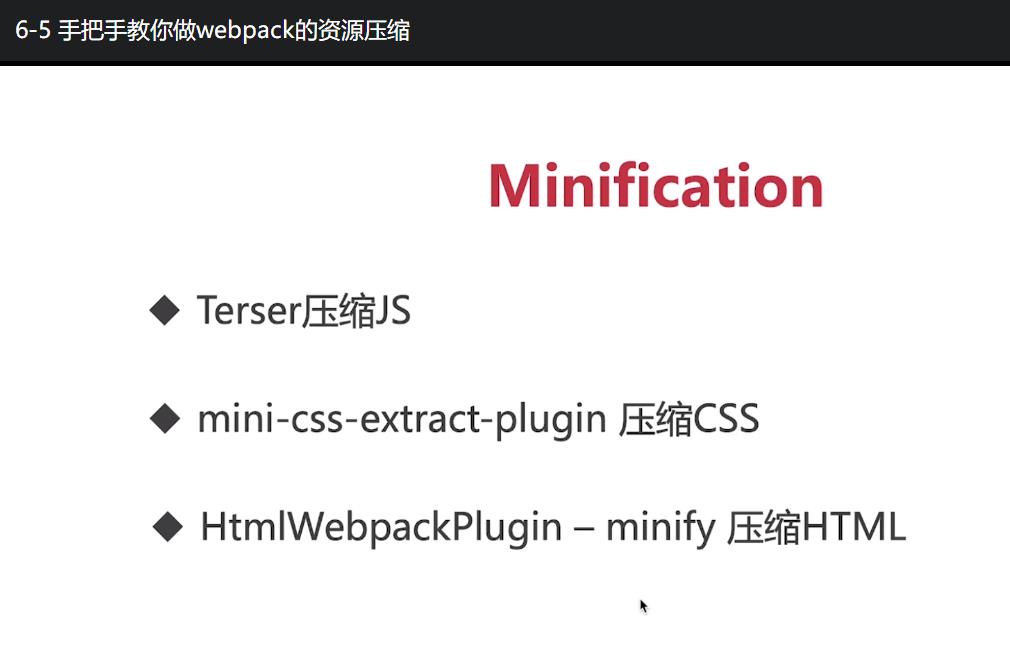 6-5 手把手教你做webpack的资源压缩
Minification
◆ Terser压缩JS
◆ mini-css-extract-plugin 压缩CSS
◆ HtmlWebpackPlugin – minify 压缩HTML